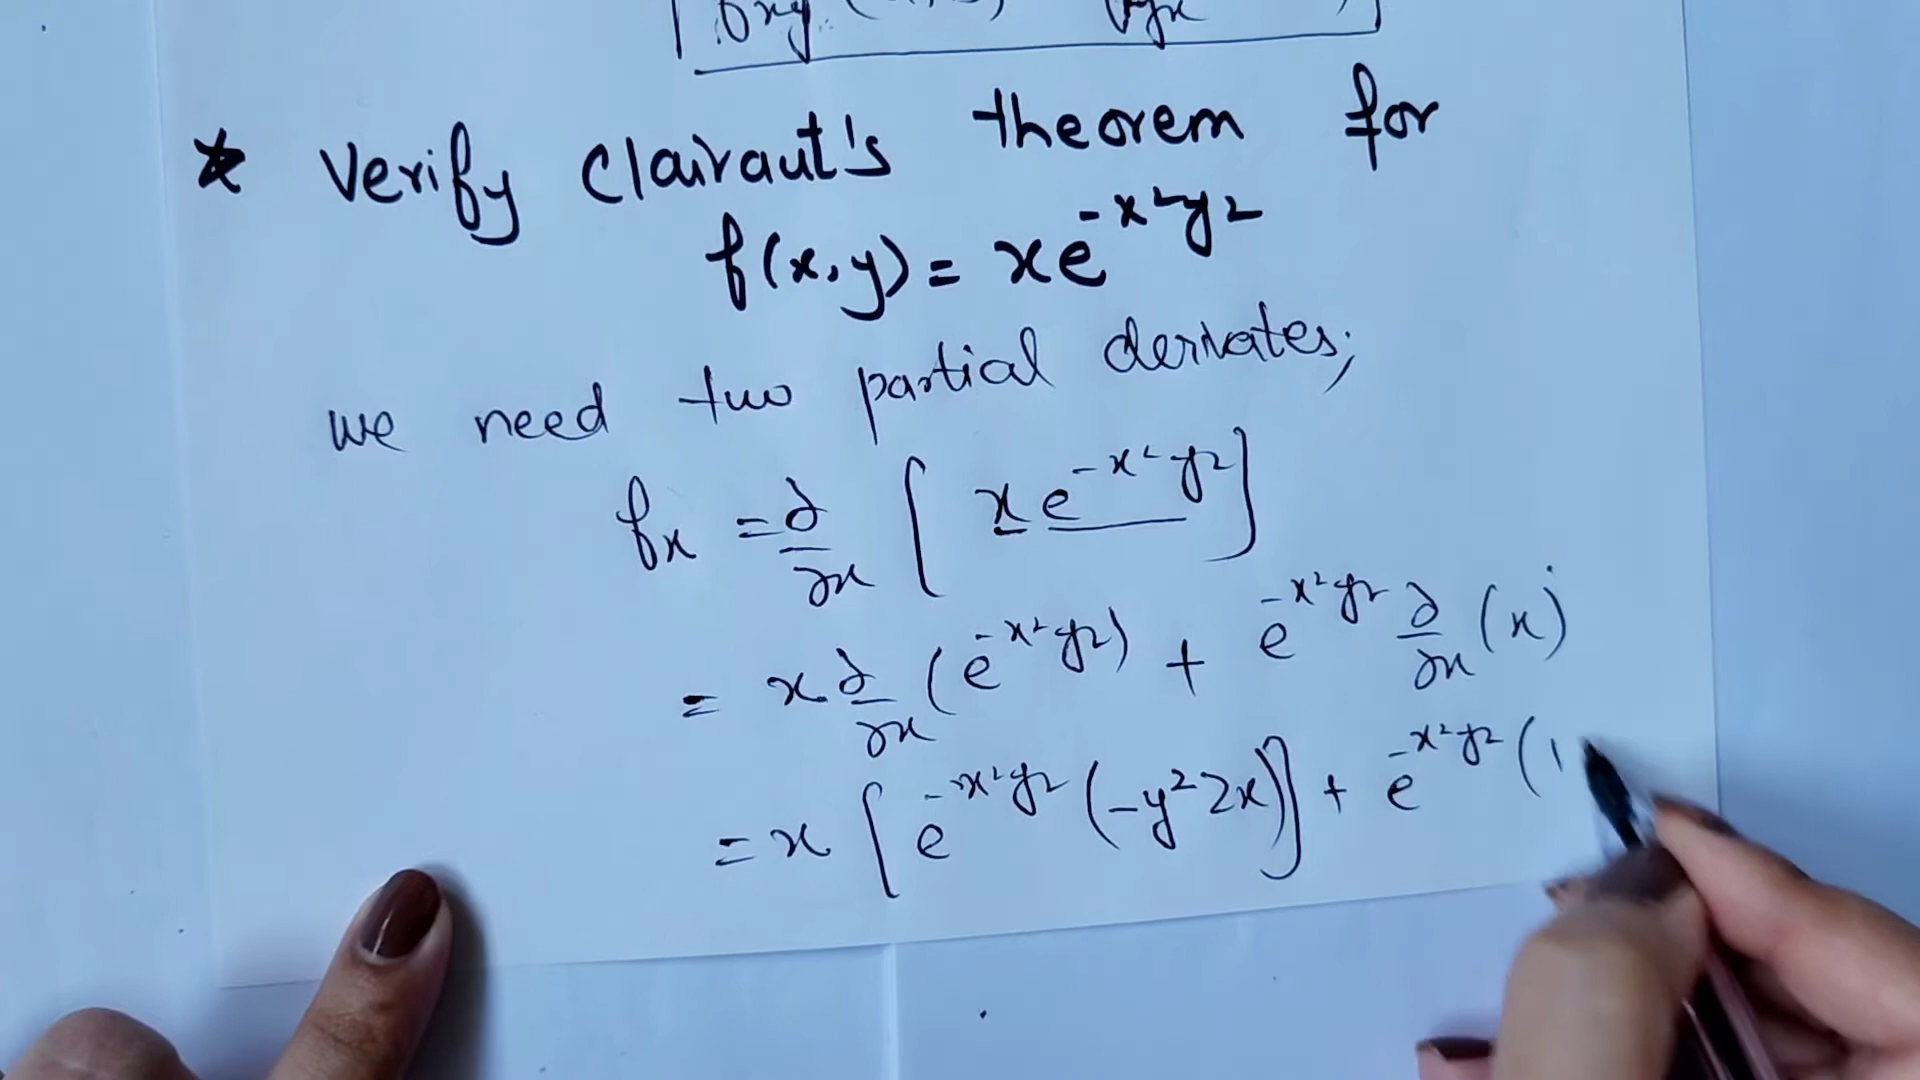 * Verify Clairaut's theorem for
f(x,y) = xe^{-x²y²}
we need two partial derivates;
fx = ∂/∂x [xe^{-x²y²}]
= x ∂/∂x (e^{-x²y²}) + e^{-x²y²} ∂/∂x (x)
= x [e^{-x²y²} (-y²2x)] + e^{-x²y²} (1